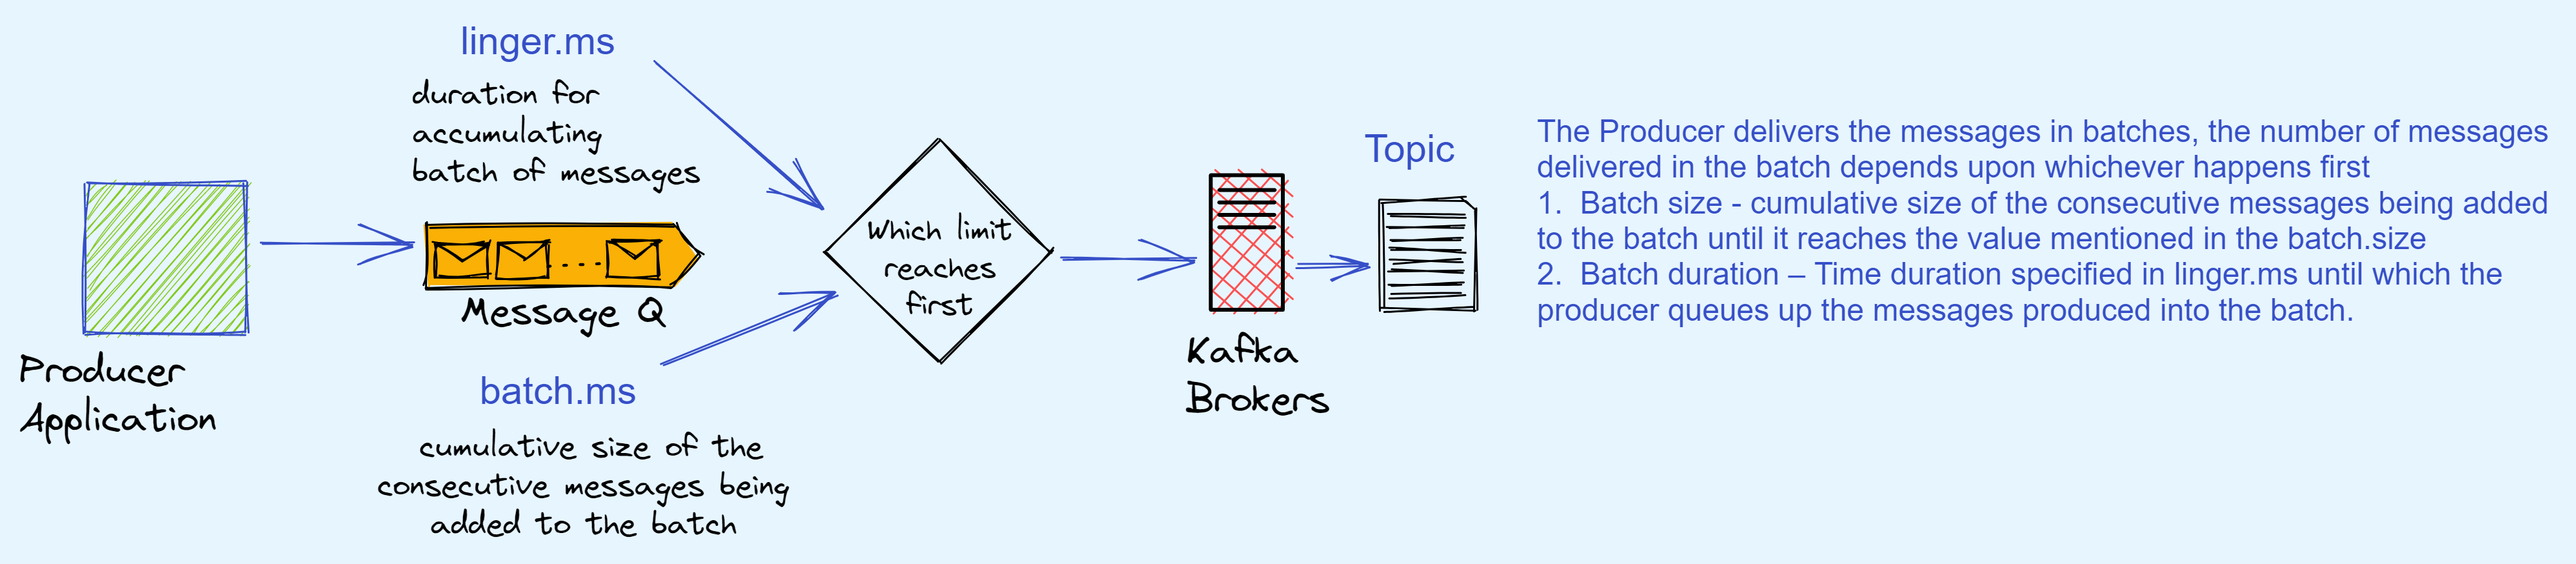 linger.ms
duration for
accumulating
batch of messages
Message Q
Producer
Application
batch.ms
cumulative size of the
consecutive messages being
added to the batch
Which limit
reaches
first
Kafka
Brokers
Topic
The Producer delivers the messages in batches, the number of messages
delivered in the batch depends upon whichever happens first
1. Batch size - cumulative size of the consecutive messages being added
to the batch until it reaches the value mentioned in the batch.size
2. Batch duration – Time duration specified in linger.ms until which the
producer queues up the messages produced into the batch.